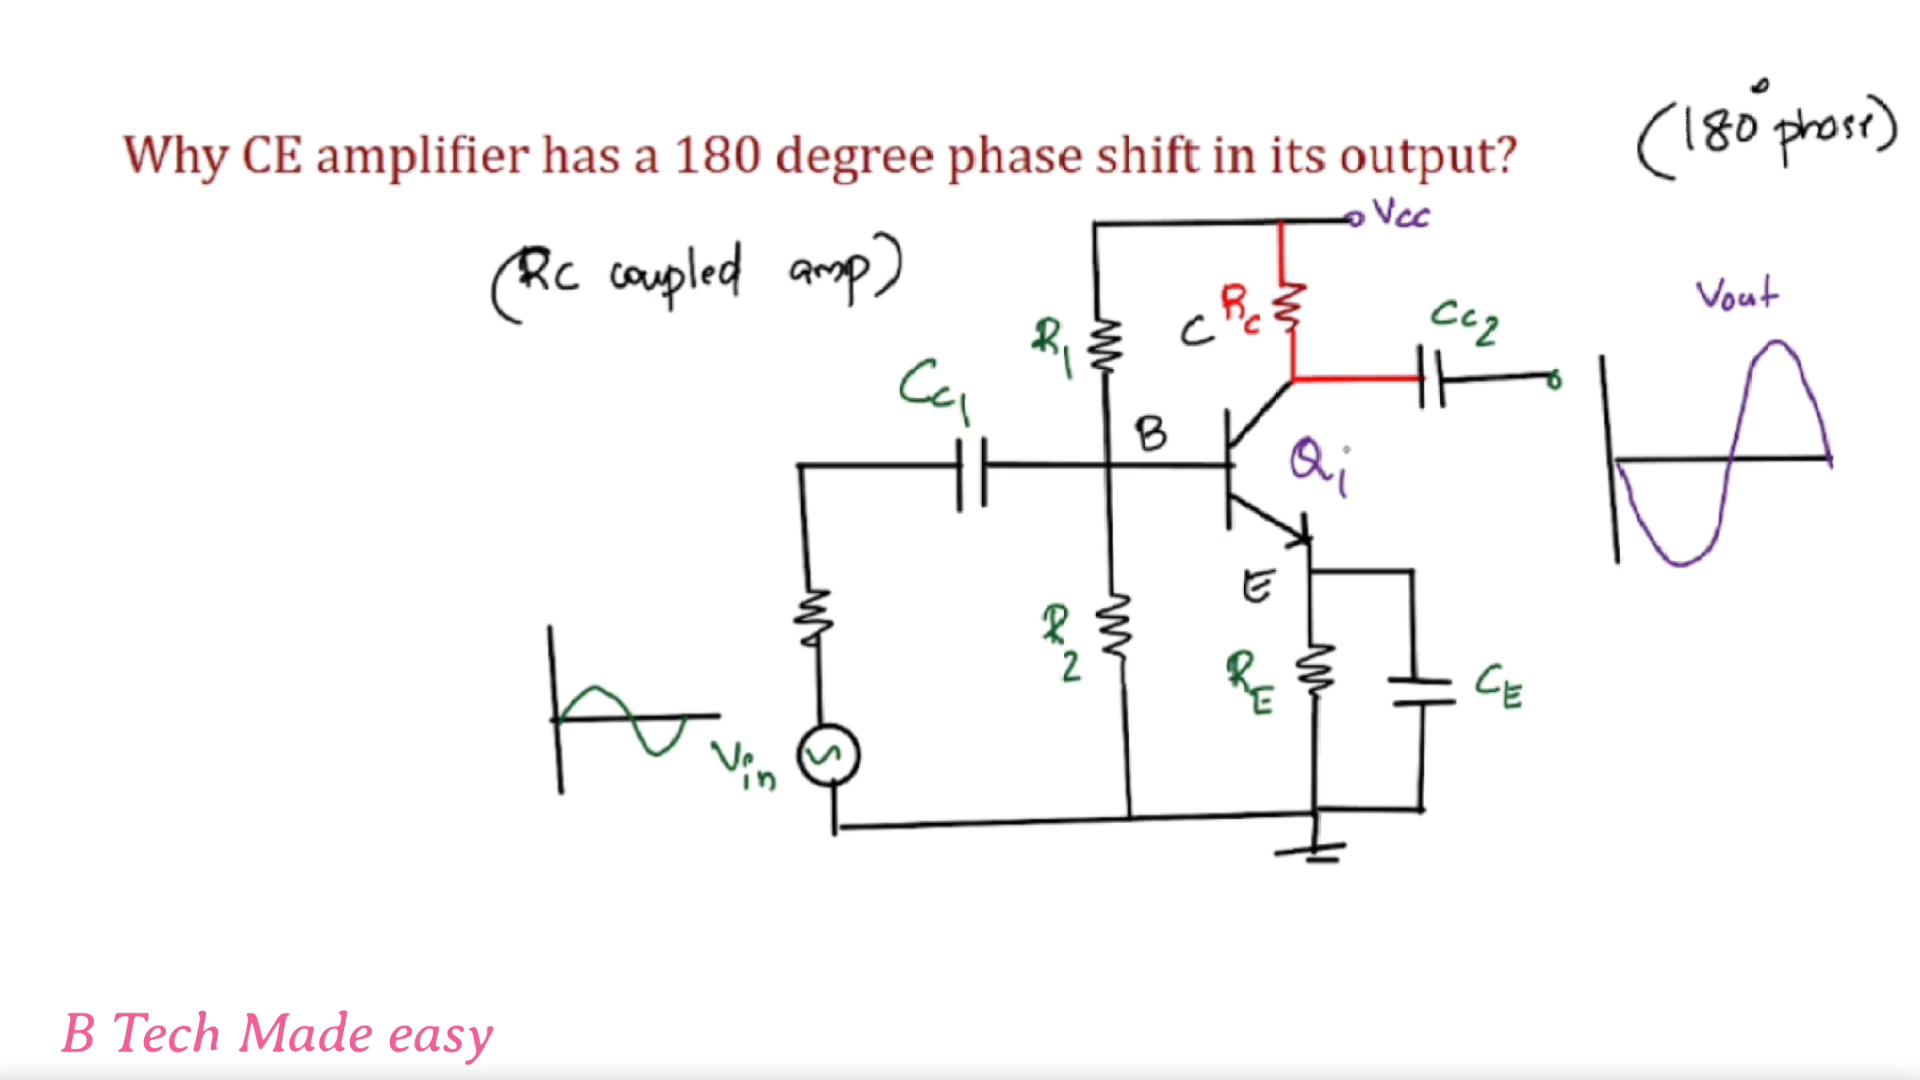 (180° phase)
Why CE amplifier has a 180 degree phase shift in its output?
Vcc
(RC coupled amp)
Vout
Rc
Cc2
C
R1
Cc1
B
Qi
E
R2
RE
CE
Vin
B Tech Made easy